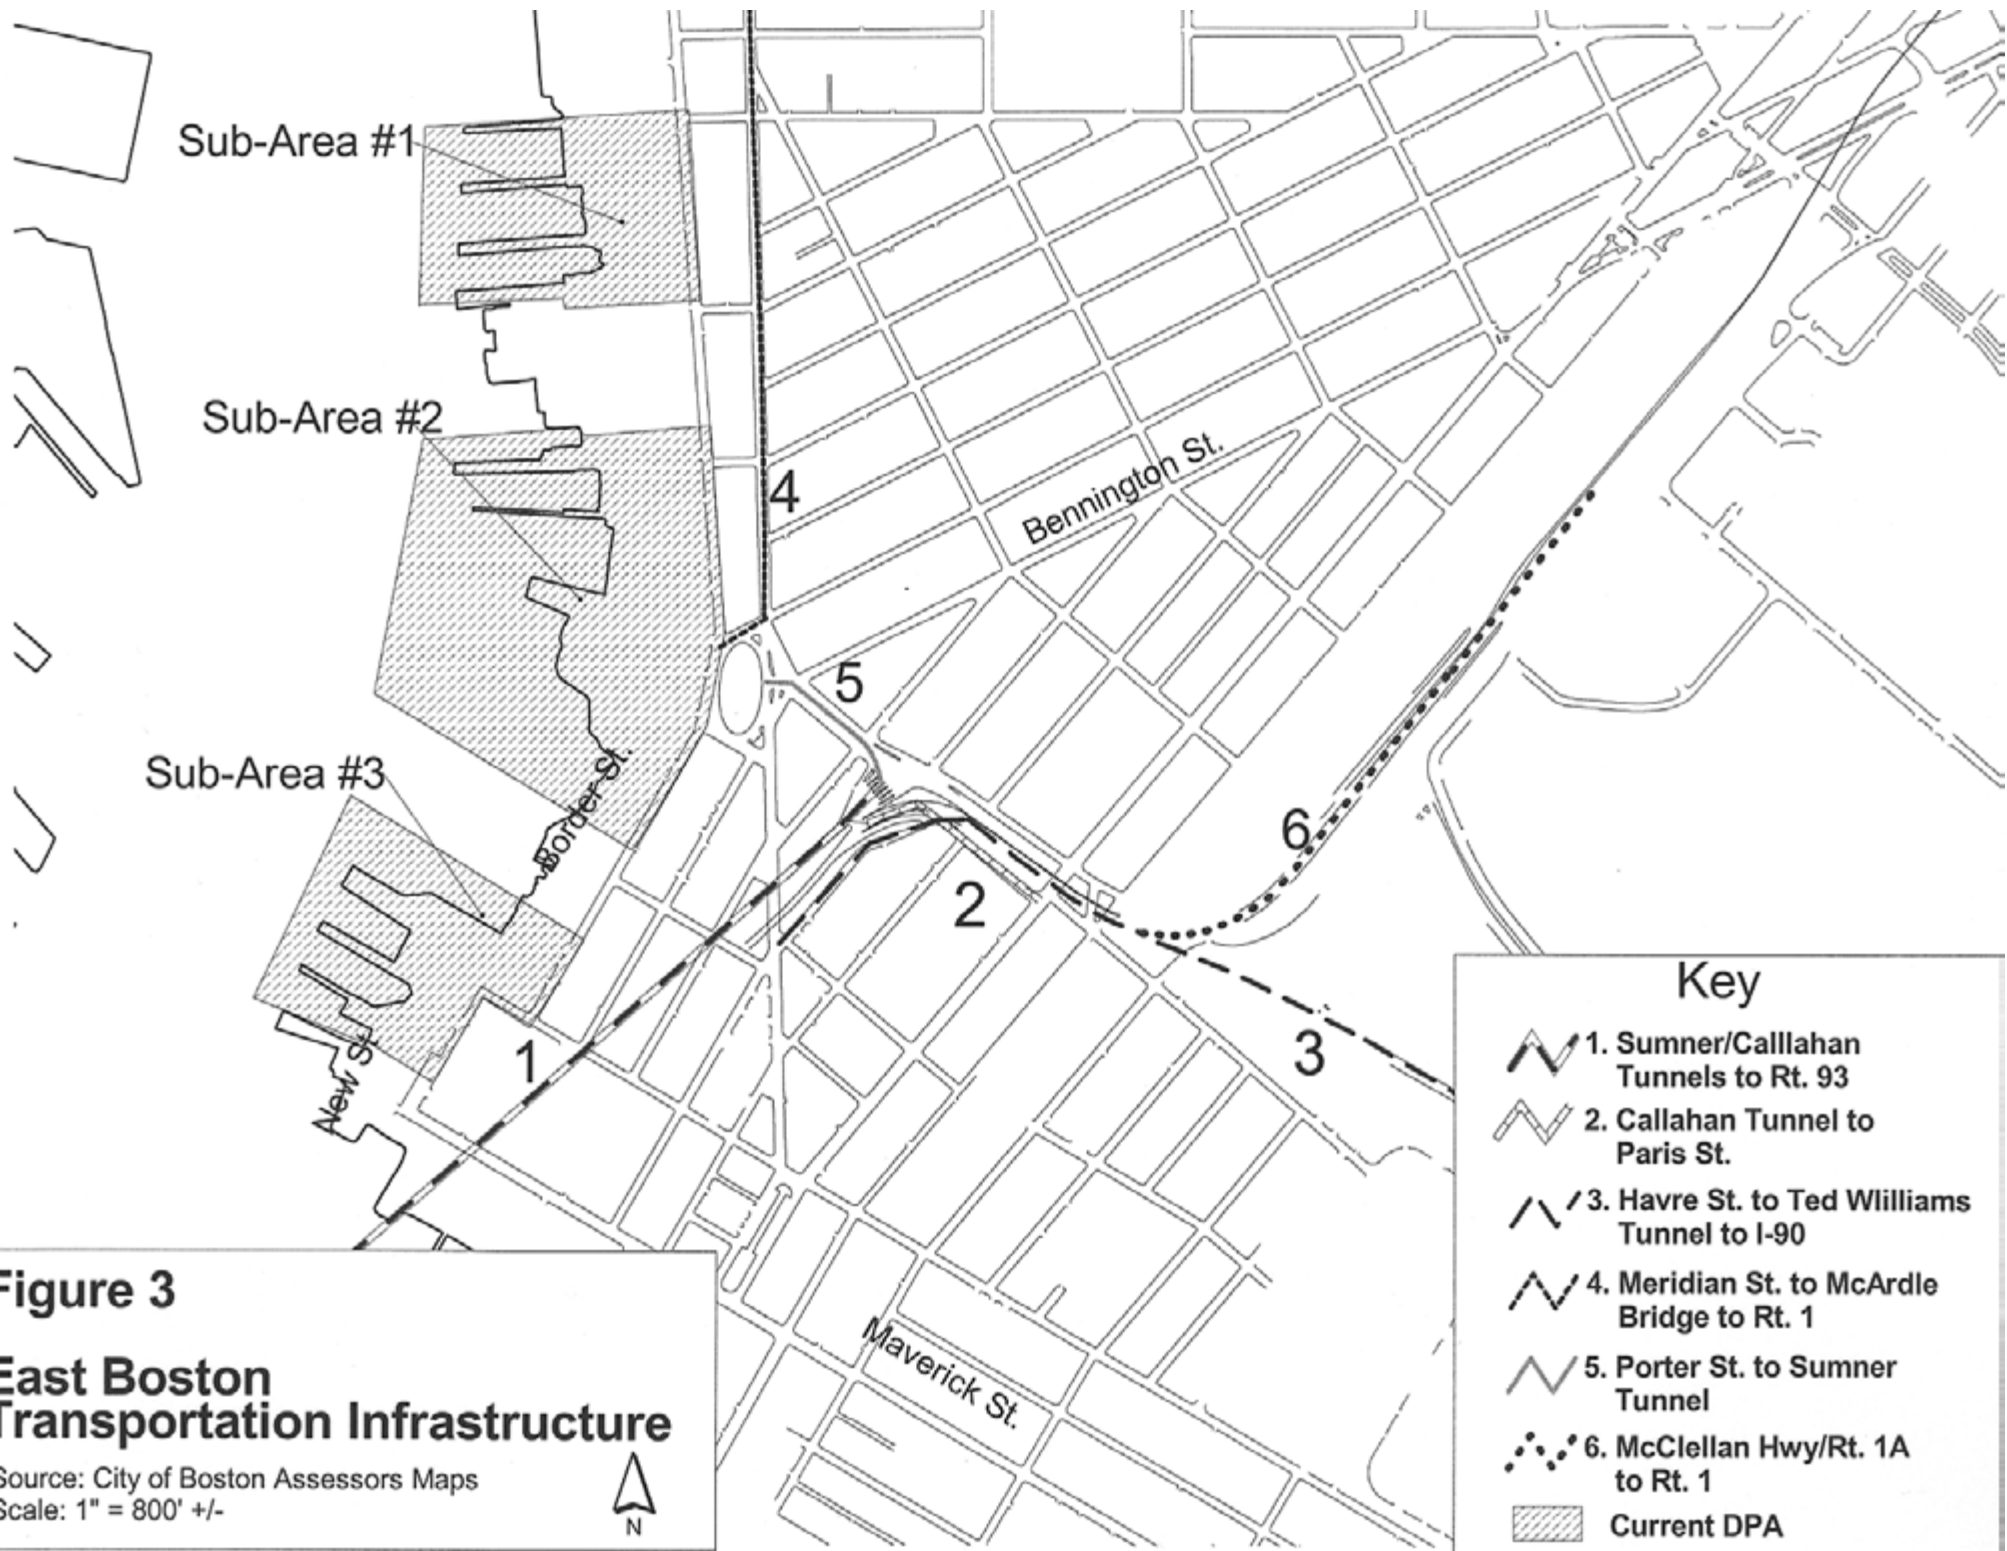 Sub-Area #1
Sub-Area #2
4
Bennington St.
5
Sub-Area #3
Border St.
6
2
1
3
New St.
Maverick St.
Figure 3
East Boston
Transportation Infrastructure
Source: City of Boston Assessors Maps
Scale: 1" = 800' +/-
N
Key
1. Sumner/Calllahan
Tunnels to Rt. 93
2. Callahan Tunnel to
Paris St.
3. Havre St. to Ted Wlilliams
Tunnel to I-90
4. Meridian St. to McArdle
Bridge to Rt. 1
5. Porter St. to Sumner
Tunnel
6. McClellan Hwy/Rt. 1A
to Rt. 1
Current DPA